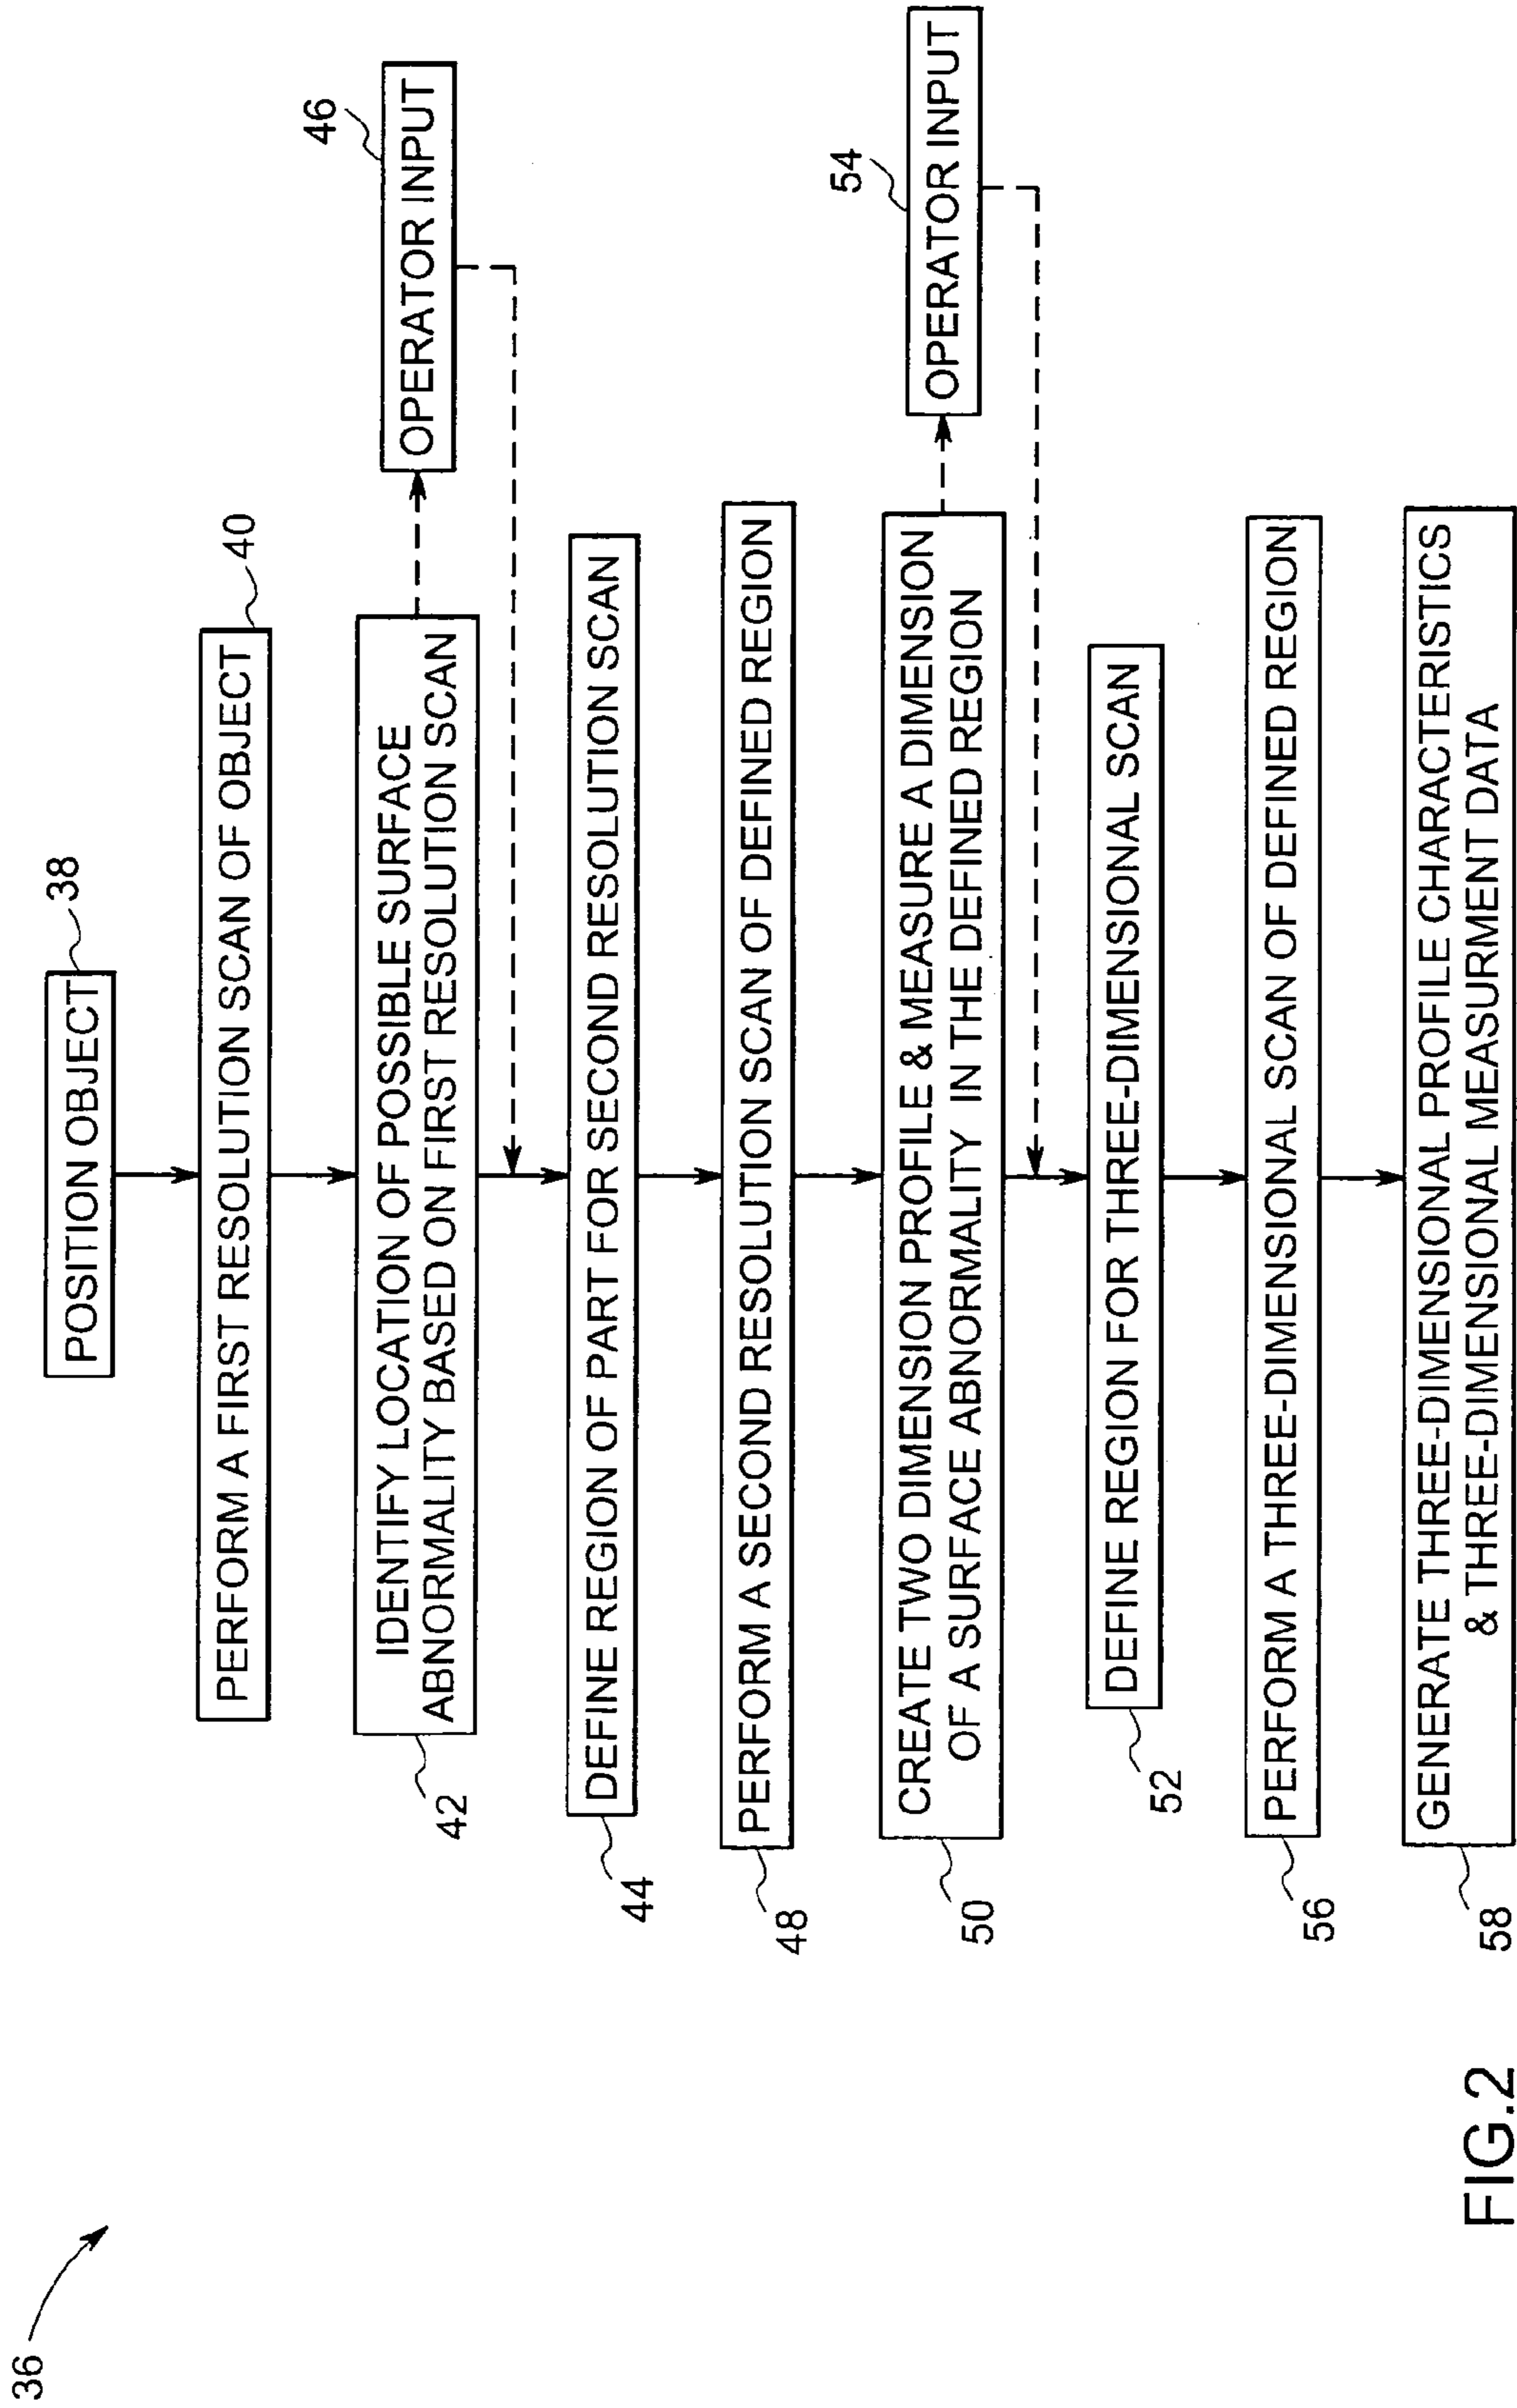 36
POSITION OBJECT
38
PERFORM A FIRST RESOLUTION SCAN OF OBJECT
40
IDENTIFY LOCATION OF POSSIBLE SURFACE
ABNORMALITY BASED ON FIRST RESOLUTION SCAN
42
OPERATOR INPUT
46
DEFINE REGION OF PART FOR SECOND RESOLUTION SCAN
44
PERFORM A SECOND RESOLUTION SCAN OF DEFINED REGION
48
CREATE TWO DIMENSION PROFILE & MEASURE A DIMENSION
OF A SURFACE ABNORMALITY IN THE DEFINED REGION
50
OPERATOR INPUT
54
DEFINE REGION FOR THREE-DIMENSIONAL SCAN
52
PERFORM A THREE-DIMENSIONAL SCAN OF DEFINED REGION
56
GENERATE THREE-DIMENSIONAL PROFILE CHARACTERISTICS
& THREE-DIMENSIONAL MEASURMENT DATA
58
FIG.2